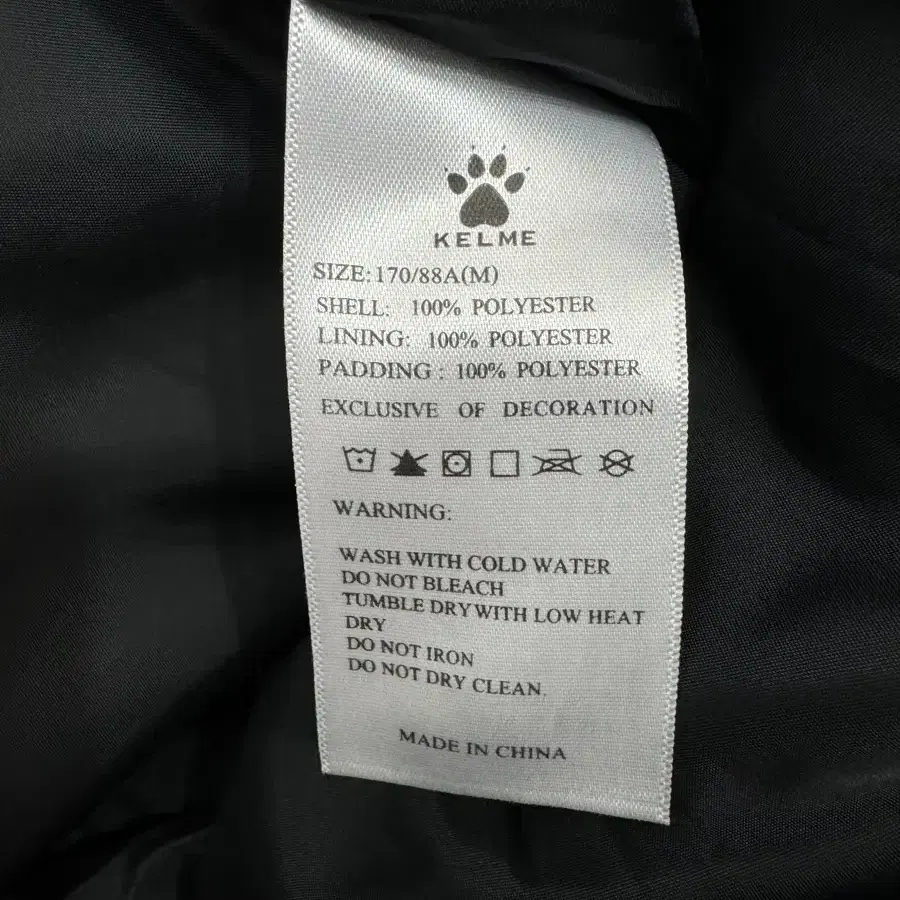 KELME
SIZE: 170/88A(M)
SHELL: 100% POLYESTER
LINING: 100% POLYESTER
PADDING : 100% POLYESTER
EXCLUSIVE OF DECORATION
WARNING:
WASH WITH COLD WATER
DO NOT BLEACH
TUMBLE DRY WITH LOW HEAT
DRY
DO NOT IRON
DO NOT DRY CLEAN.
MADE IN CHINA